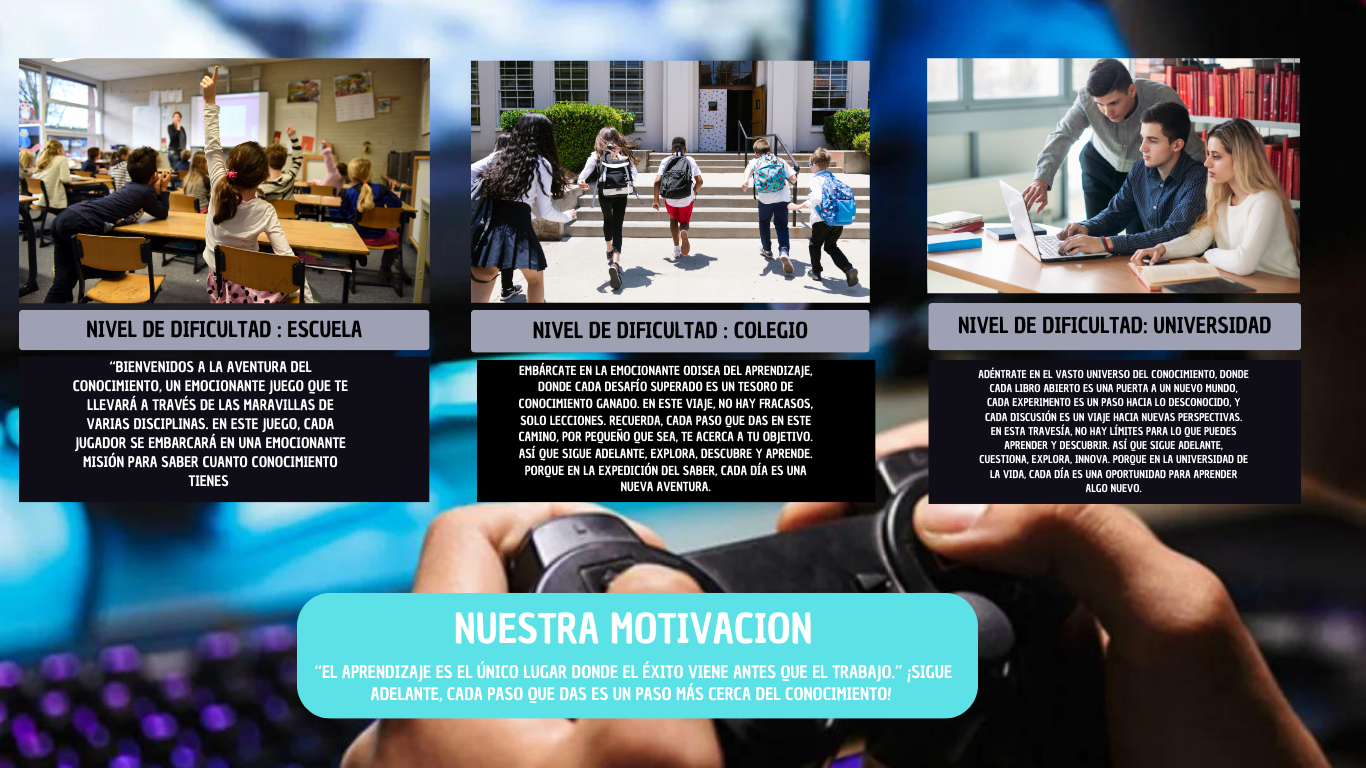 NIVEL DE DIFICULTAD : ESCUELA
“BIENVENIDOS A LA AVENTURA DEL
CONOCIMIENTO, UN EMOCIONANTE JUEGO QUE TE
LLEVARÁ A TRAVÉS DE LAS MARAVILLAS DE
VARIAS DISCIPLINAS. EN ESTE JUEGO, CADA
JUGADOR SE EMBARCARÁ EN UNA EMOCIONANTE
MISIÓN PARA SABER CUANTO CONOCIMIENTO
TIENES
NIVEL DE DIFICULTAD : COLEGIO
EMBÁRCATE EN LA EMOCIONANTE ODISEA DEL APRENDIZAJE,
DONDE CADA DESAFÍO SUPERADO ES UN TESORO DE
CONOCIMIENTO GANADO. EN ESTE VIAJE, NO HAY FRACASOS,
SOLO LECCIONES. RECUERDA, CADA PASO QUE DAS EN ESTE
CAMINO, POR PEQUEÑO QUE SEA, TE ACERCA A TU OBJETIVO.
ASÍ QUE SIGUE ADELANTE, EXPLORA, DESCUBRE Y APRENDE.
PORQUE EN LA EXPEDICIÓN DEL SABER, CADA DÍA ES UNA
NUEVA AVENTURA.
NIVEL DE DIFICULTAD: UNIVERSIDAD
ADÉNTRATE EN EL VASTO UNIVERSO DEL CONOCIMIENTO, DONDE
CADA LIBRO ABIERTO ES UNA PUERTA A UN NUEVO MUNDO,
CADA EXPERIMENTO ES UN PASO HACIA LO DESCONOCIDO, Y
CADA DISCUSIÓN ES UN VIAJE HACIA NUEVAS PERSPECTIVAS.
EN ESTA TRAVESÍA, NO HAY LÍMITES PARA LO QUE PUEDES
APRENDER Y DESCUBRIR. ASÍ QUE SIGUE ADELANTE,
CUESTIONA, EXPLORA, INNOVA. PORQUE EN LA UNIVERSIDAD DE
LA VIDA, CADA DÍA ES UNA OPORTUNIDAD PARA APRENDER
ALGO NUEVO.
NUESTRA MOTIVACION
“EL APRENDIZAJE ES EL ÚNICO LUGAR DONDE EL ÉXITO VIENE ANTES QUE EL TRABAJO.” ¡SIGUE
ADELANTE, CADA PASO QUE DAS ES UN PASO MÁS CERCA DEL CONOCIMIENTO!